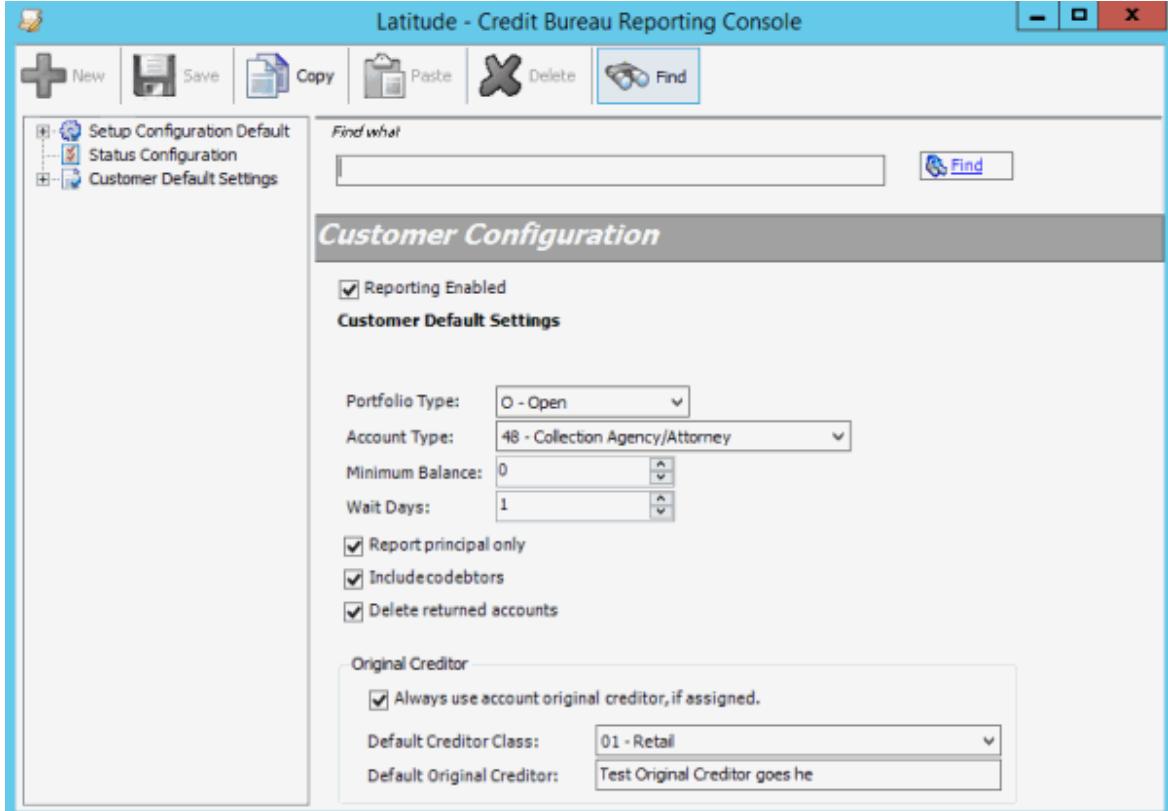 Latitude - Credit Bureau Reporting Console
New Save Copy Paste Delete Find
Setup Configuration Default
Status Configuration
Customer Default Settings
Find what
Find
Customer Configuration
Reporting Enabled
Customer Default Settings
Portfolio Type: O - Open
Account Type: 48 - Collection Agency/Attorney
Minimum Balance: 0
Wait Days: 1
Report principal only
Include codebtors
Delete returned accounts
Original Creditor
Always use account original creditor, if assigned.
Default Creditor Class: 01 - Retail
Default Original Creditor: Test Original Creditor goes he